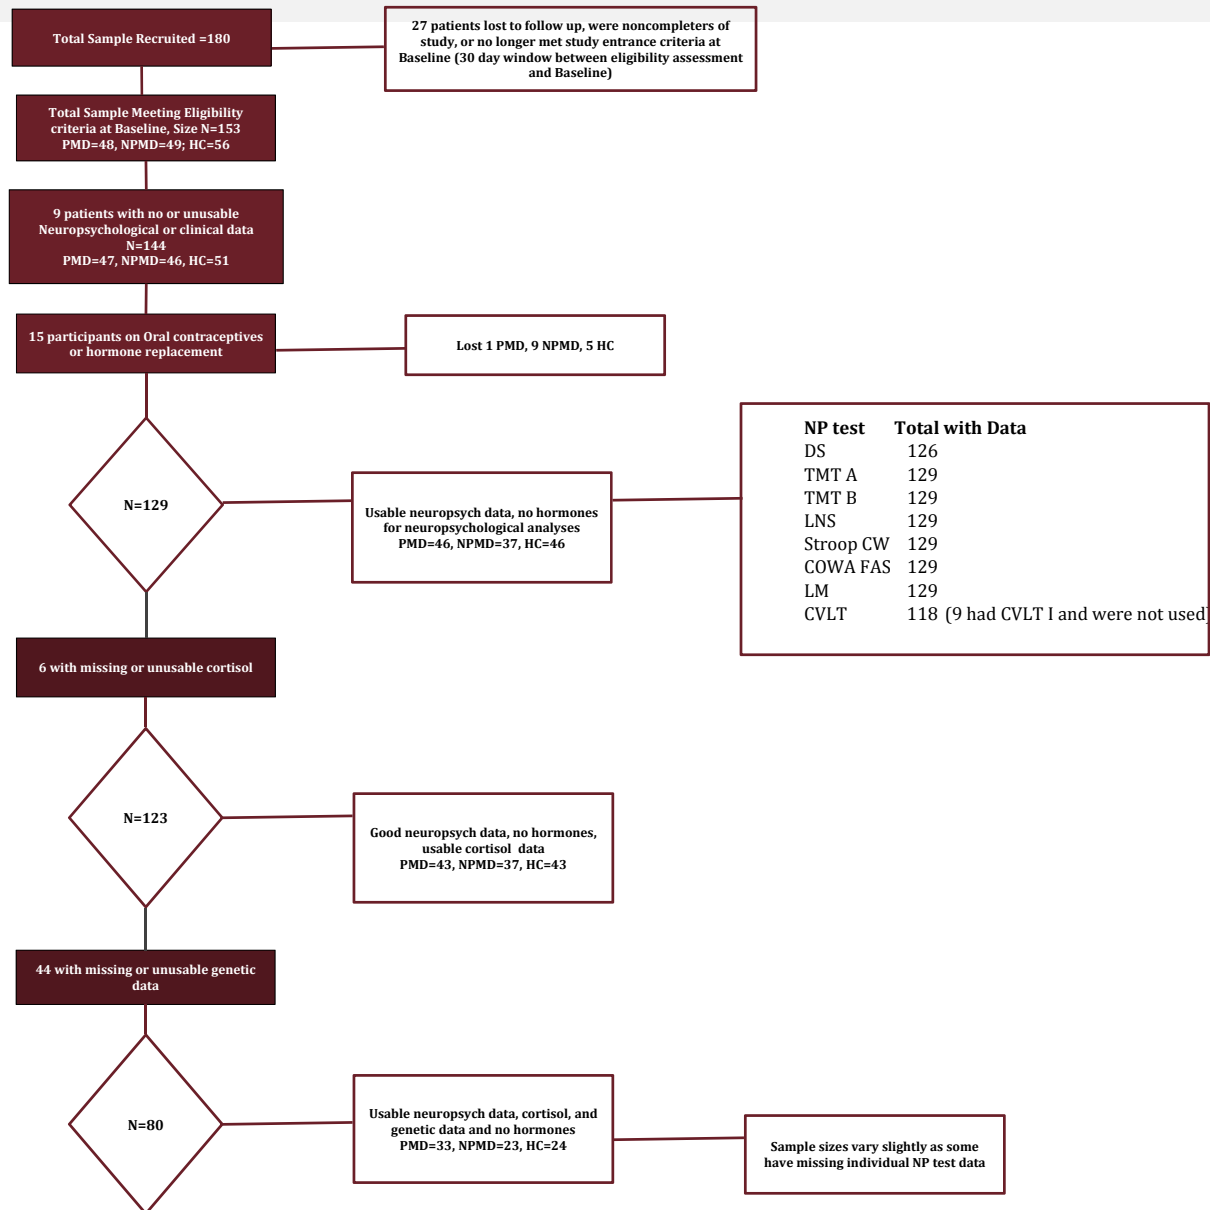 Total Sample Recruited =180
27 patients lost to follow up, were noncompleters of
study, or no longer met study entrance criteria at
Baseline (30 day window between eligibility assessment
and Baseline)
Total Sample Meeting Eligibility
criteria at Baseline, Size N=153
PMD=48, NPMD=49; HC=56
9 patients with no or unusable
Neuropsychological or clinical data
N=144
PMD=47, NPMD=46, HC=51
15 participants on Oral contraceptives
or hormone replacement
Lost 1 PMD, 9 NPMD, 5 HC
N=129
Usable neuropsych data, no hormones
for neuropsychological analyses
PMD=46, NPMD=37, HC=46
NP test Total with Data
DS 126
TMT A 129
TMT B 129
LNS 129
Stroop CW 129
COWA FAS 129
LM 129
CVLT 118 (9 had CVLT I and were not used)
6 with missing or unusable cortisol
N=123
Good neuropsych data, no hormones,
usable cortisol data
PMD=43, NPMD=37, HC=43
44 with missing or unusable genetic
data
N=80
Usable neuropsych data, cortisol, and
genetic data and no hormones
PMD=33, NPMD=23, HC=24
Sample sizes vary slightly as some
have missing individual NP test data